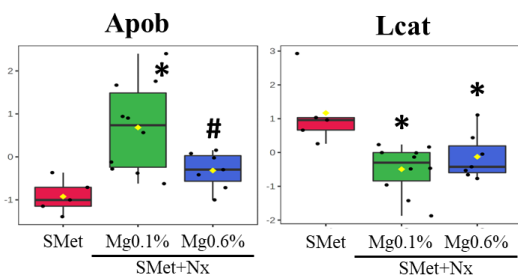 Apob
Lcat
2
1
0
-1
*
#
SMet
Mg0.1%
Mg0.6%
SMet+Nx
3
2
1
0
-1
-2
*
*
SMet
Mg0.1%
Mg0.6%
SMet+Nx